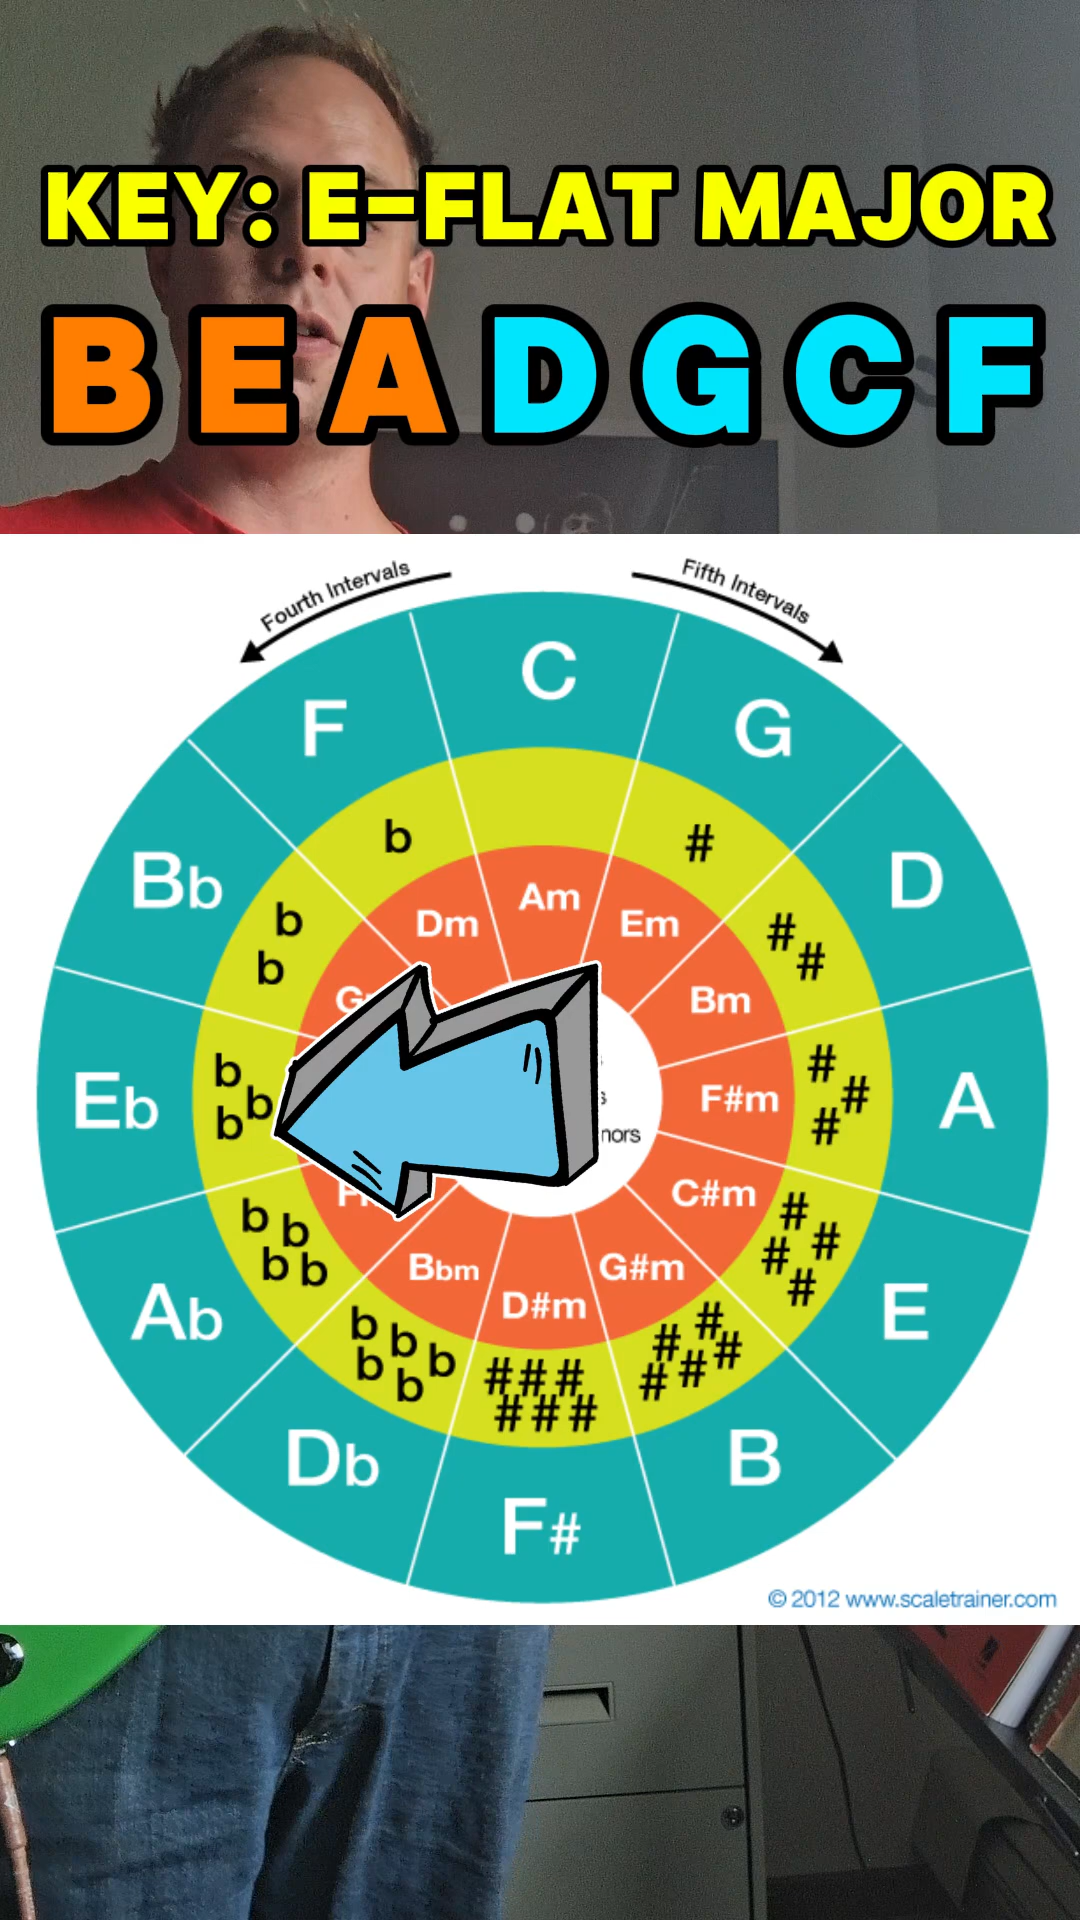 KEY: E-FLAT MAJOR
B E A D G C F
Fourth Intervals
Fifth Intervals
C
F
G
b
#
Bb
D
b
b
#
#
Am
Dm
Em
Bm
Eb
A
b
b
b
#
#
#
F#m
nors
C#m
Ab
E
b
b
b
b
#
#
#
#
Bbm
G#m
D#m
b
b
b
b
b
# # #
# # #
#
#
#
#
#
Db
B
F#
© 2012 www.scaletrainer.com